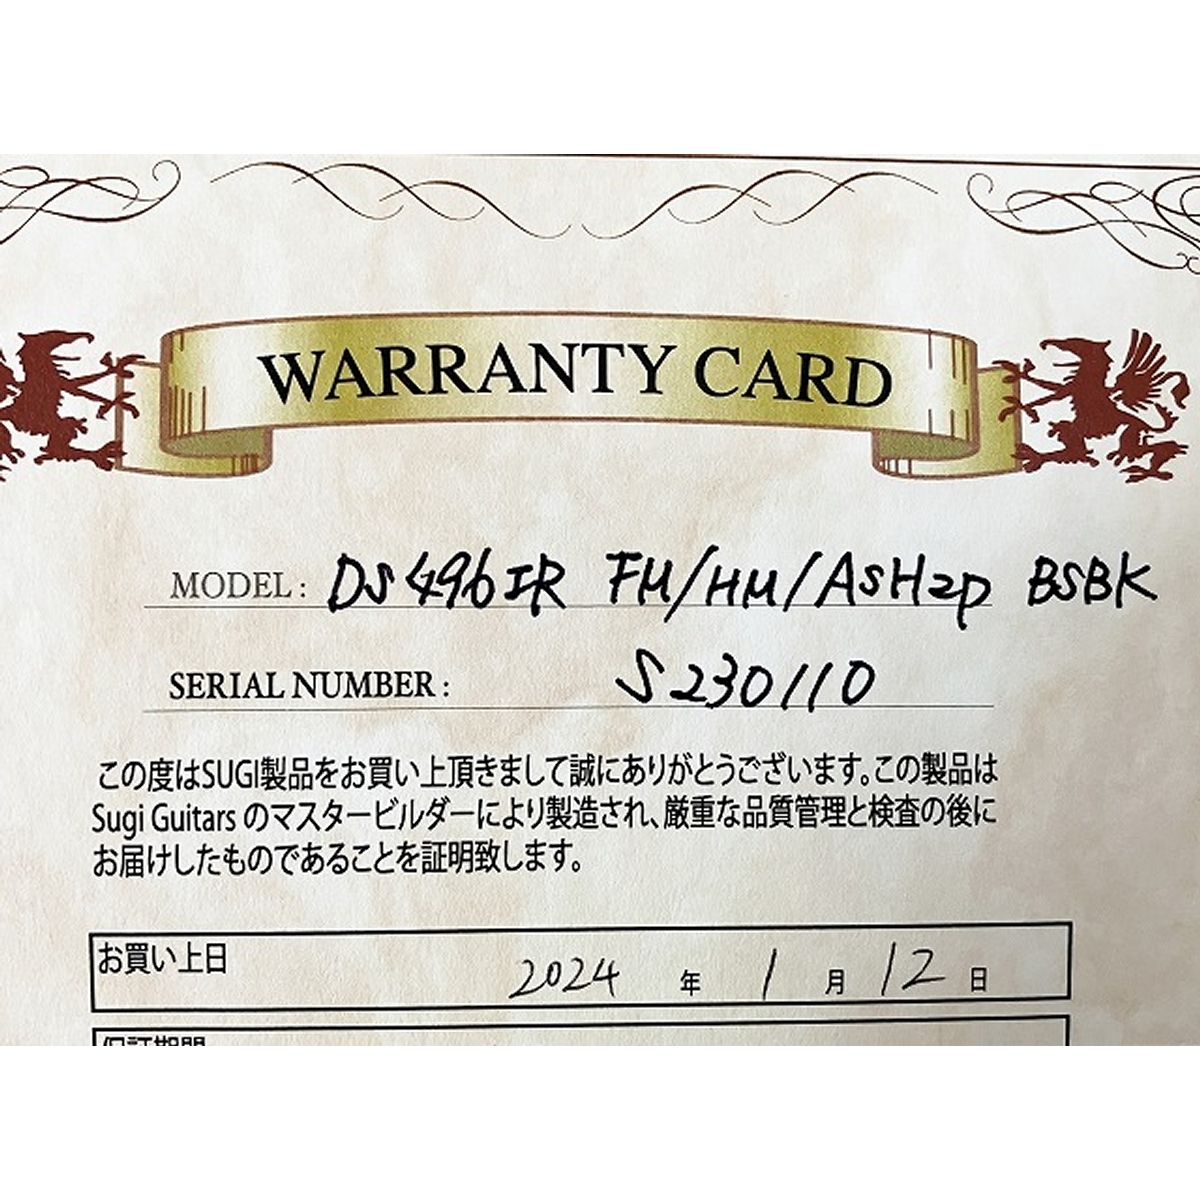 WARRANTY CARD
MODEL: DS496IR FM/HM/ASH2P BSBK
SERIAL NUMBER: S230110
この度はSUGI製品をお買い上頂きまして誠にありがとうございます。この製品は
Sugi Guitars のマスタービルダーにより製造され、厳重な品質管理と検査の後に
お届けしたものであることを証明致します。
お買い上日 2024 年 1 月 12 日